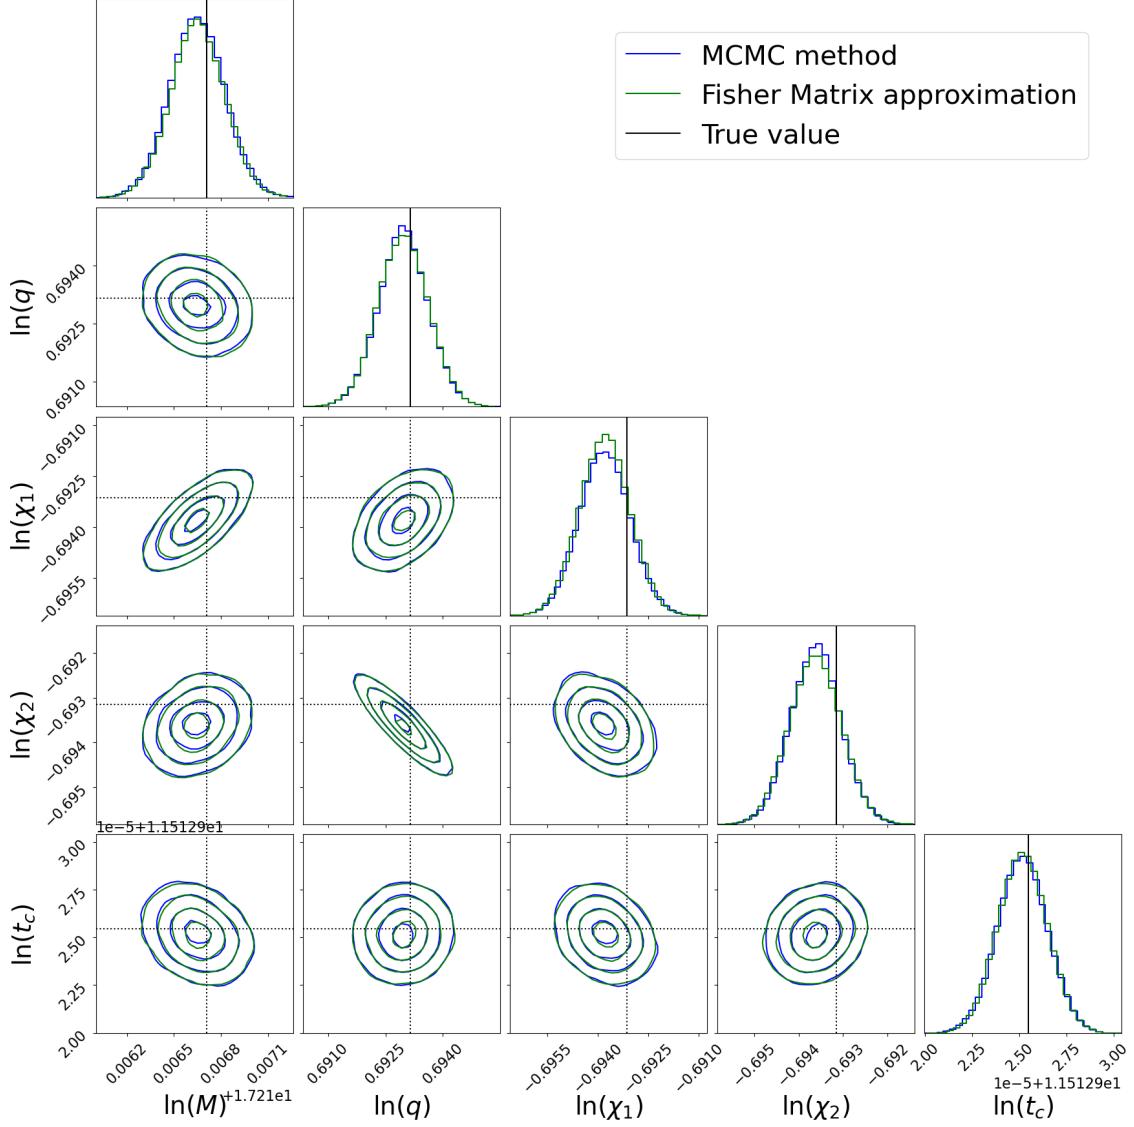 MCMC method
Fisher Matrix approximation
True value
ln(q)
0.6940
0.6925
0.6910
ln(χ₁)
−0.6910
−0.6925
−0.6940
−0.6955
ln(χ₂)
−0.692
−0.693
−0.694
−0.695
1e−5+1.15129e1
ln(t_c)
3.00
2.75
2.50
2.25
2.00
0.0062
0.0065
0.0068
0.0071
0.6910
0.6925
0.6940
−0.6955
−0.6940
−0.6925
−0.6910
−0.695
−0.694
−0.693
−0.692
2.00
2.25
2.50
2.75
3.00
+1.721e1
1e−5+1.15129e1
ln(M)
ln(q)
ln(χ₁)
ln(χ₂)
ln(t_c)